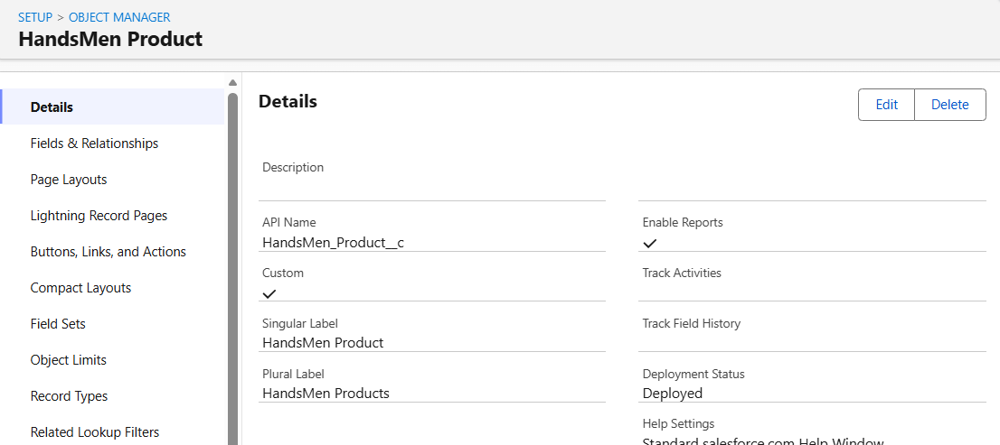 SETUP > OBJECT MANAGER
HandsMen Product
Details
Fields & Relationships
Page Layouts
Lightning Record Pages
Buttons, Links, and Actions
Compact Layouts
Field Sets
Object Limits
Record Types
Related Lookup Filters
Details
Edit
Delete
Description
API Name
HandsMen_Product__c
Custom
Singular Label
HandsMen Product
Plural Label
HandsMen Products
Enable Reports
Track Activities
Track Field History
Deployment Status
Deployed
Help Settings
Standard salesforce.com Help Window